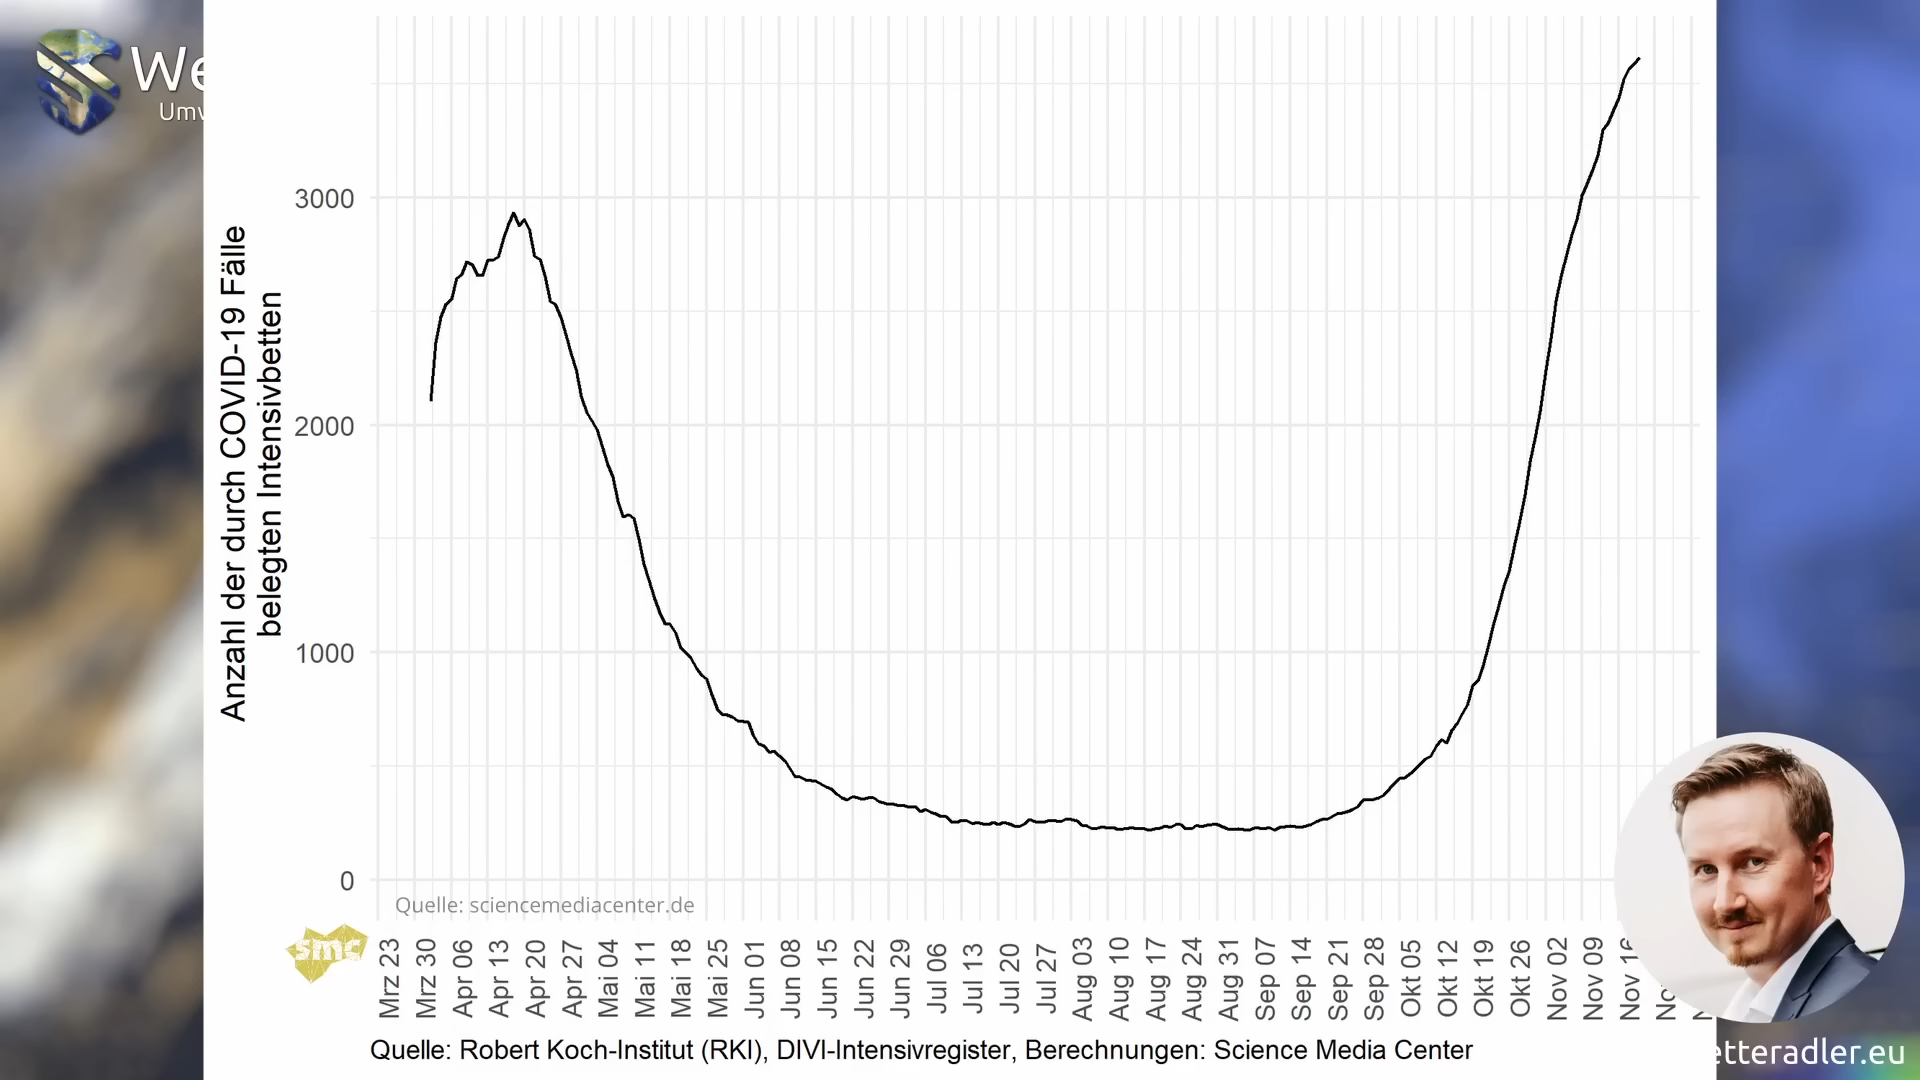 We
Umw
Anzahl der durch COVID-19 Fälle
belegten Intensivbetten
3000
2000
1000
0
Quelle: sciencemediacenter.de
smc
Mrz 23
Mrz 30
Apr 06
Apr 13
Apr 20
Apr 27
Mai 04
Mai 11
Mai 18
Mai 25
Jun 01
Jun 08
Jun 15
Jun 22
Jun 29
Jul 06
Jul 13
Jul 20
Jul 27
Aug 03
Aug 10
Aug 17
Aug 24
Aug 31
Sep 07
Sep 14
Sep 21
Sep 28
Okt 05
Okt 12
Okt 19
Okt 26
Nov 02
Nov 09
Nov 16
Quelle: Robert Koch-Institut (RKI), DIVI-Intensivregister, Berechnungen: Science Media Center
etteradler.eu